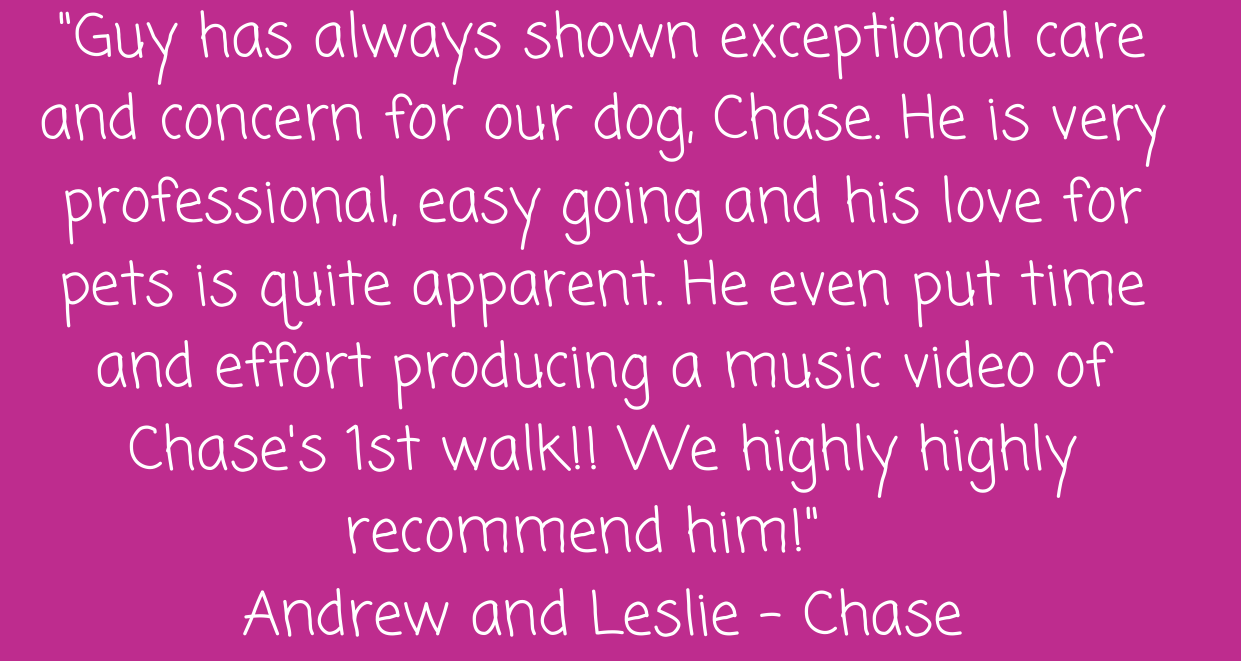 "Guy has always shown exceptional care
and concern for our dog, Chase. He is very
professional, easy going and his love for
pets is quite apparent. He even put time
and effort producing a music video of
Chase's 1st walk!! We highly highly
recommend him!"
Andrew and Leslie - Chase